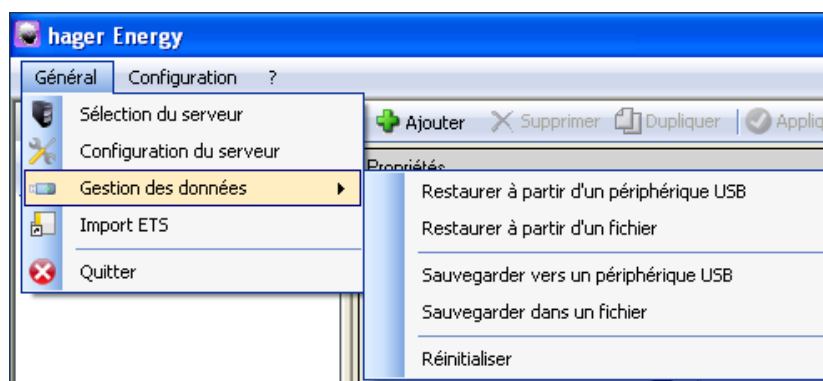 hager Energy
Général Configuration ?
Sélection du serveur
Configuration du serveur
Gestion des données
Import ETS
Quitter
Ajouter Supprimer Dupliquer
Propriétés
Restaurer à partir d'un périphérique USB
Restaurer à partir d'un fichier
Sauvegarder vers un périphérique USB
Sauvegarder dans un fichier
Réinitialiser